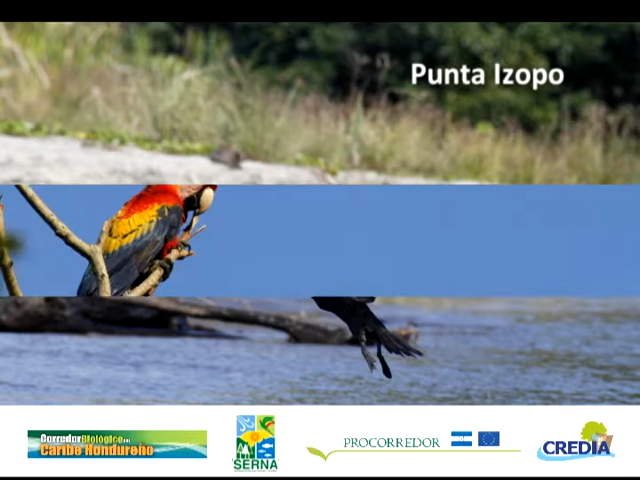 Punta Izopo
Corredor Biológico del
Caribe Hondureño
SERNA
PROCORREDOR
CREDIA